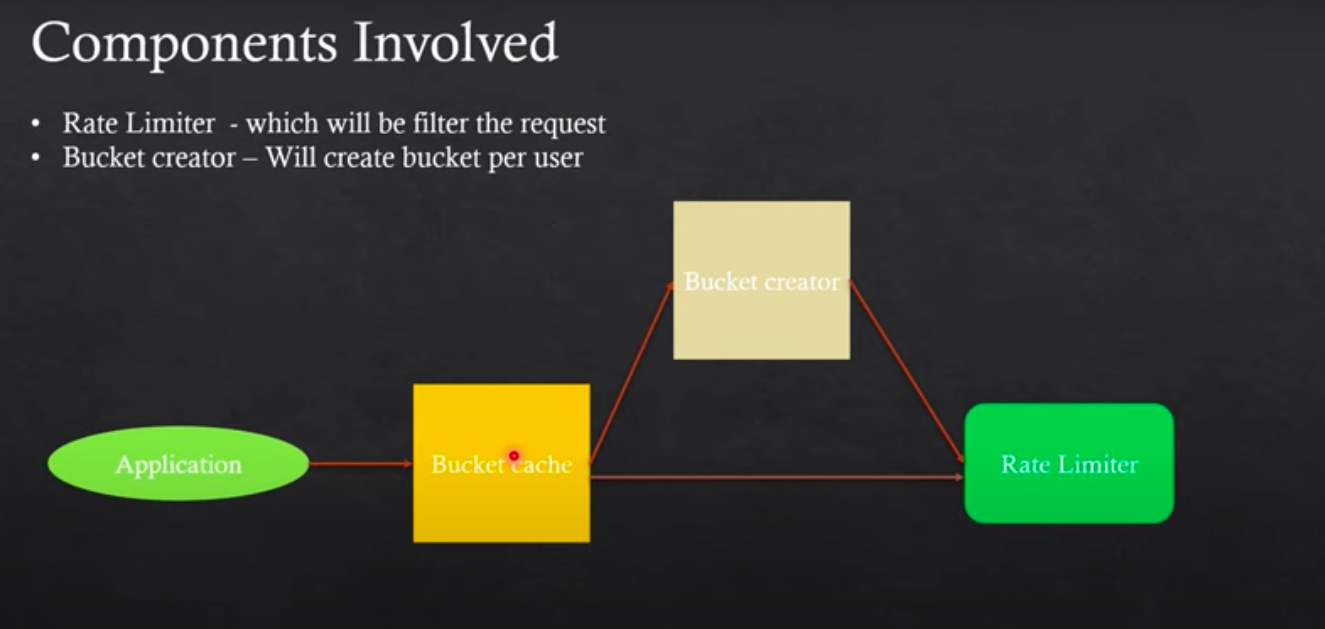 Components Involved
• Rate Limiter - which will be filter the request
• Bucket creator – Will create bucket per user
Bucket creator
Application
Bucket cache
Rate Limiter